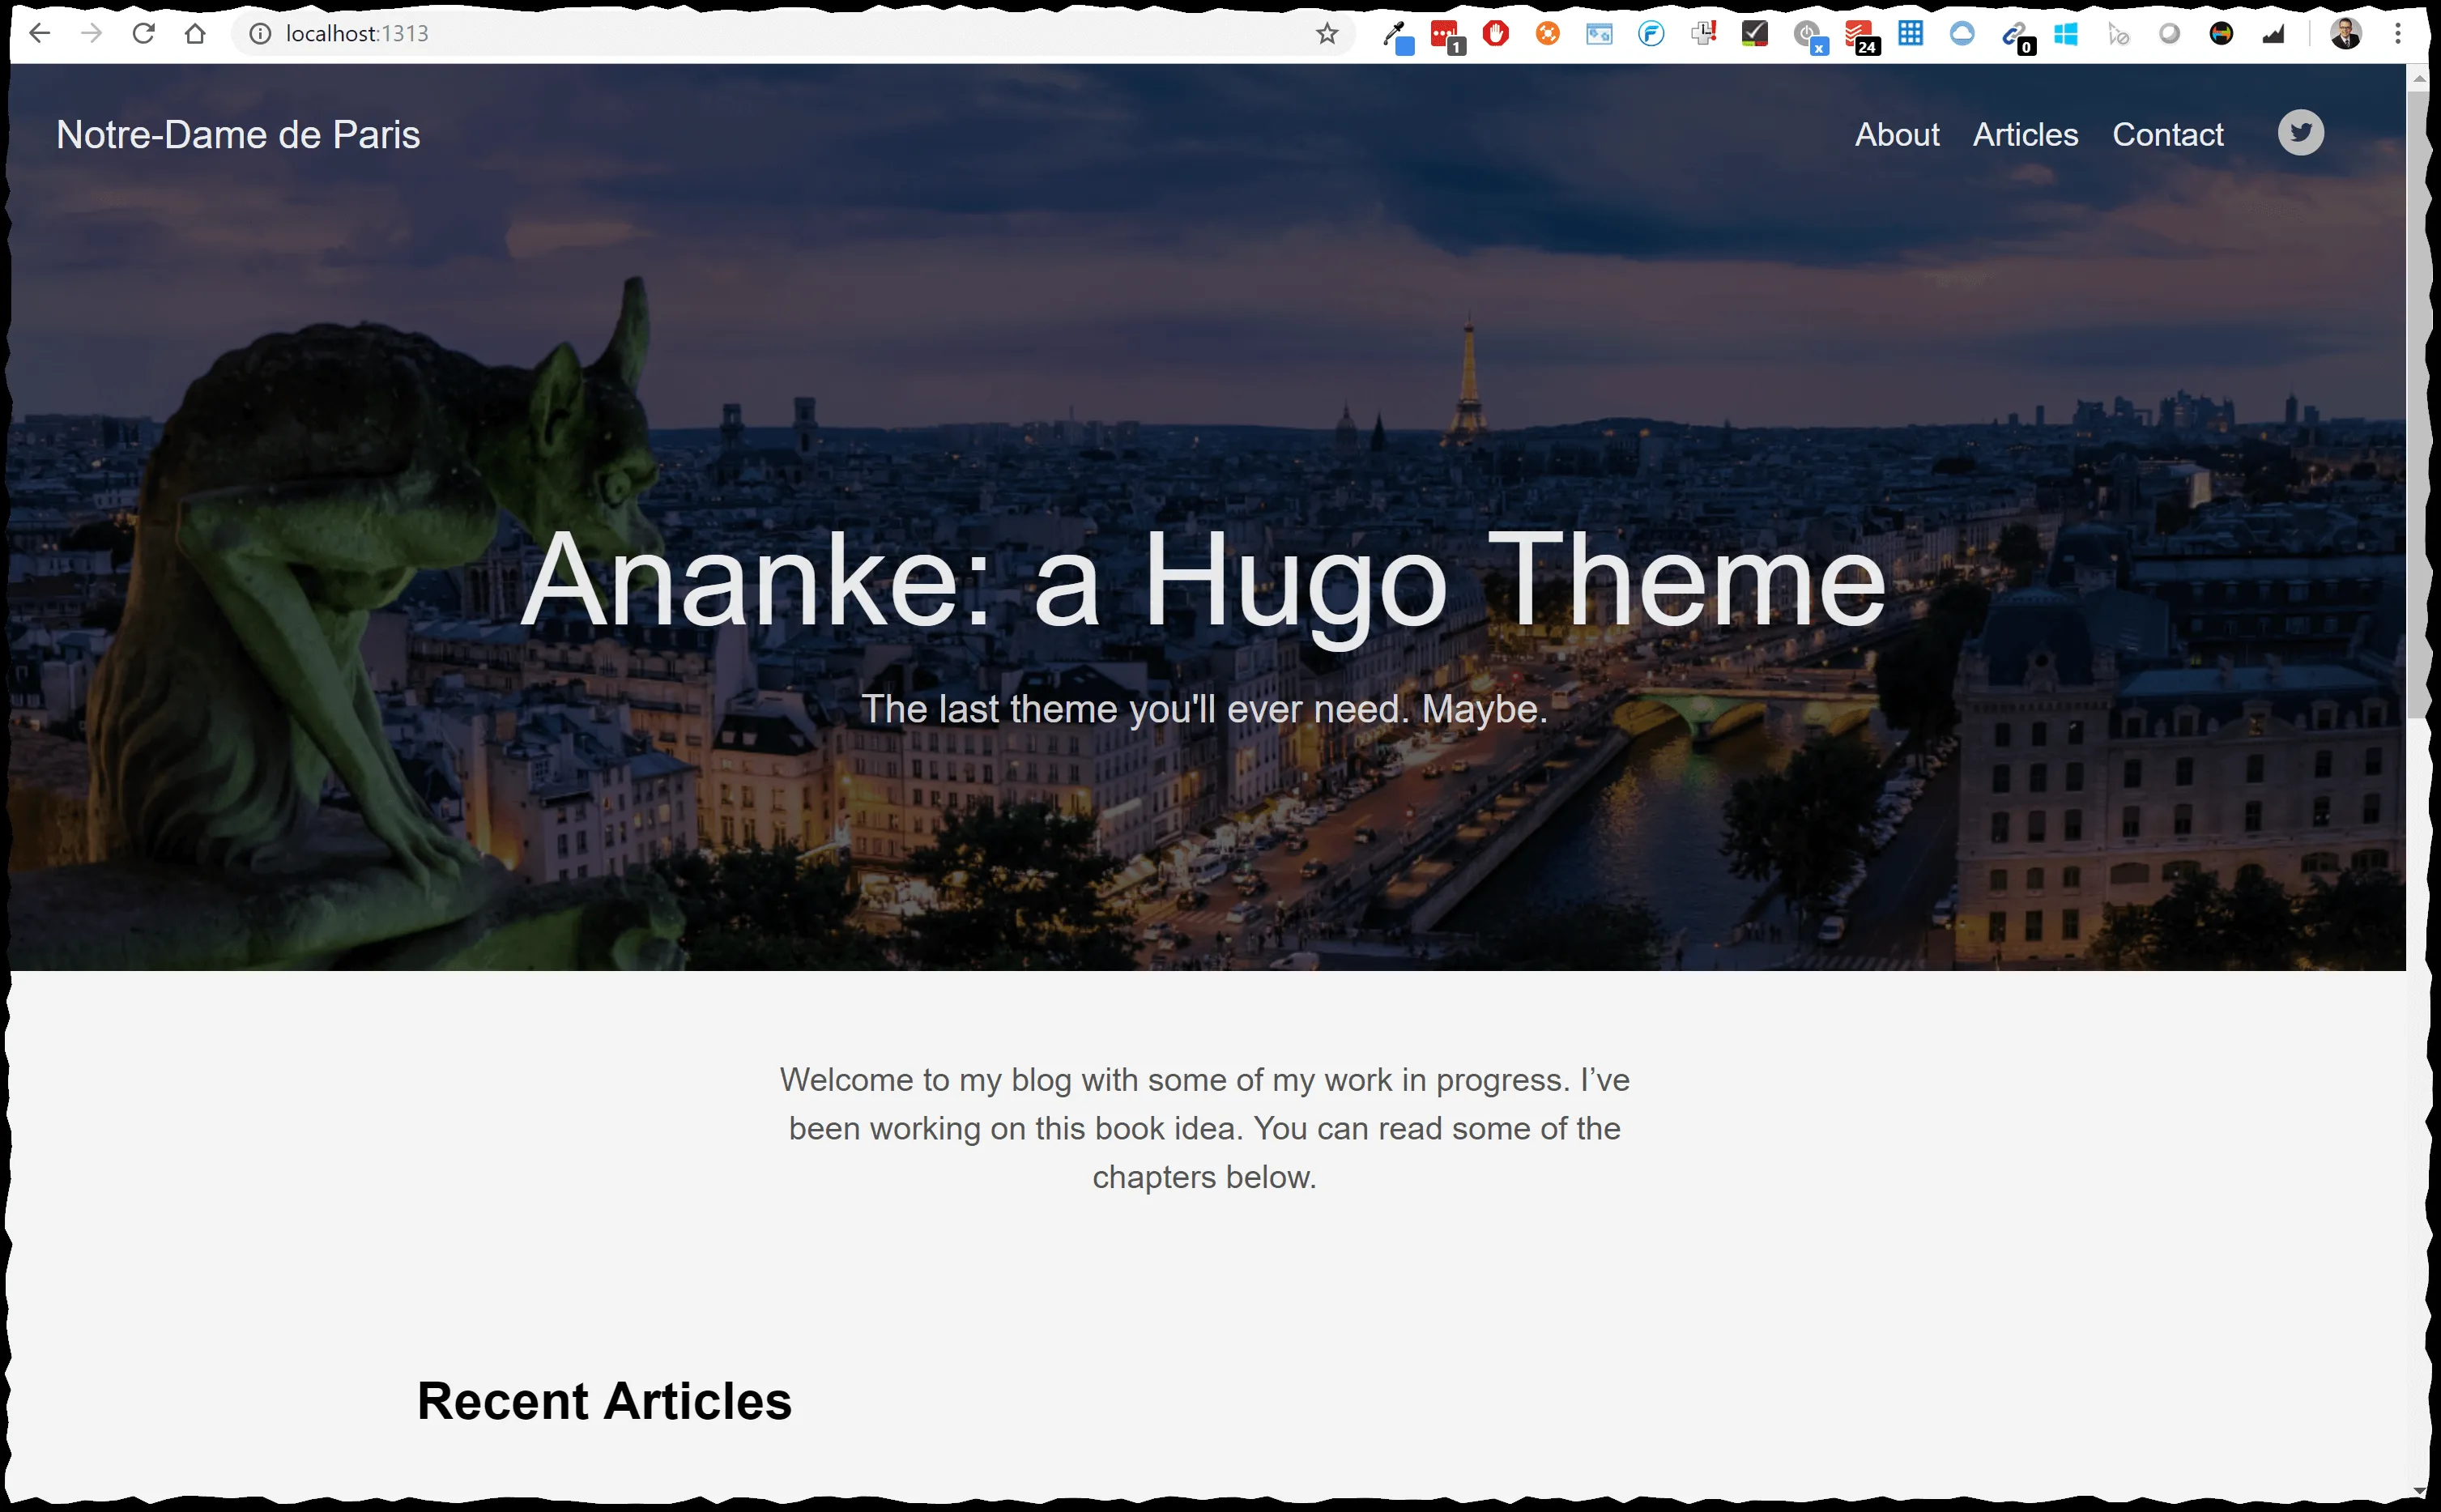 localhost:1313
1
x
24
0
Notre-Dame de Paris
About Articles Contact
Ananke: a Hugo Theme
The last theme you'll ever need. Maybe.
Welcome to my blog with some of my work in progress. I’ve
been working on this book idea. You can read some of the
chapters below.
Recent Articles